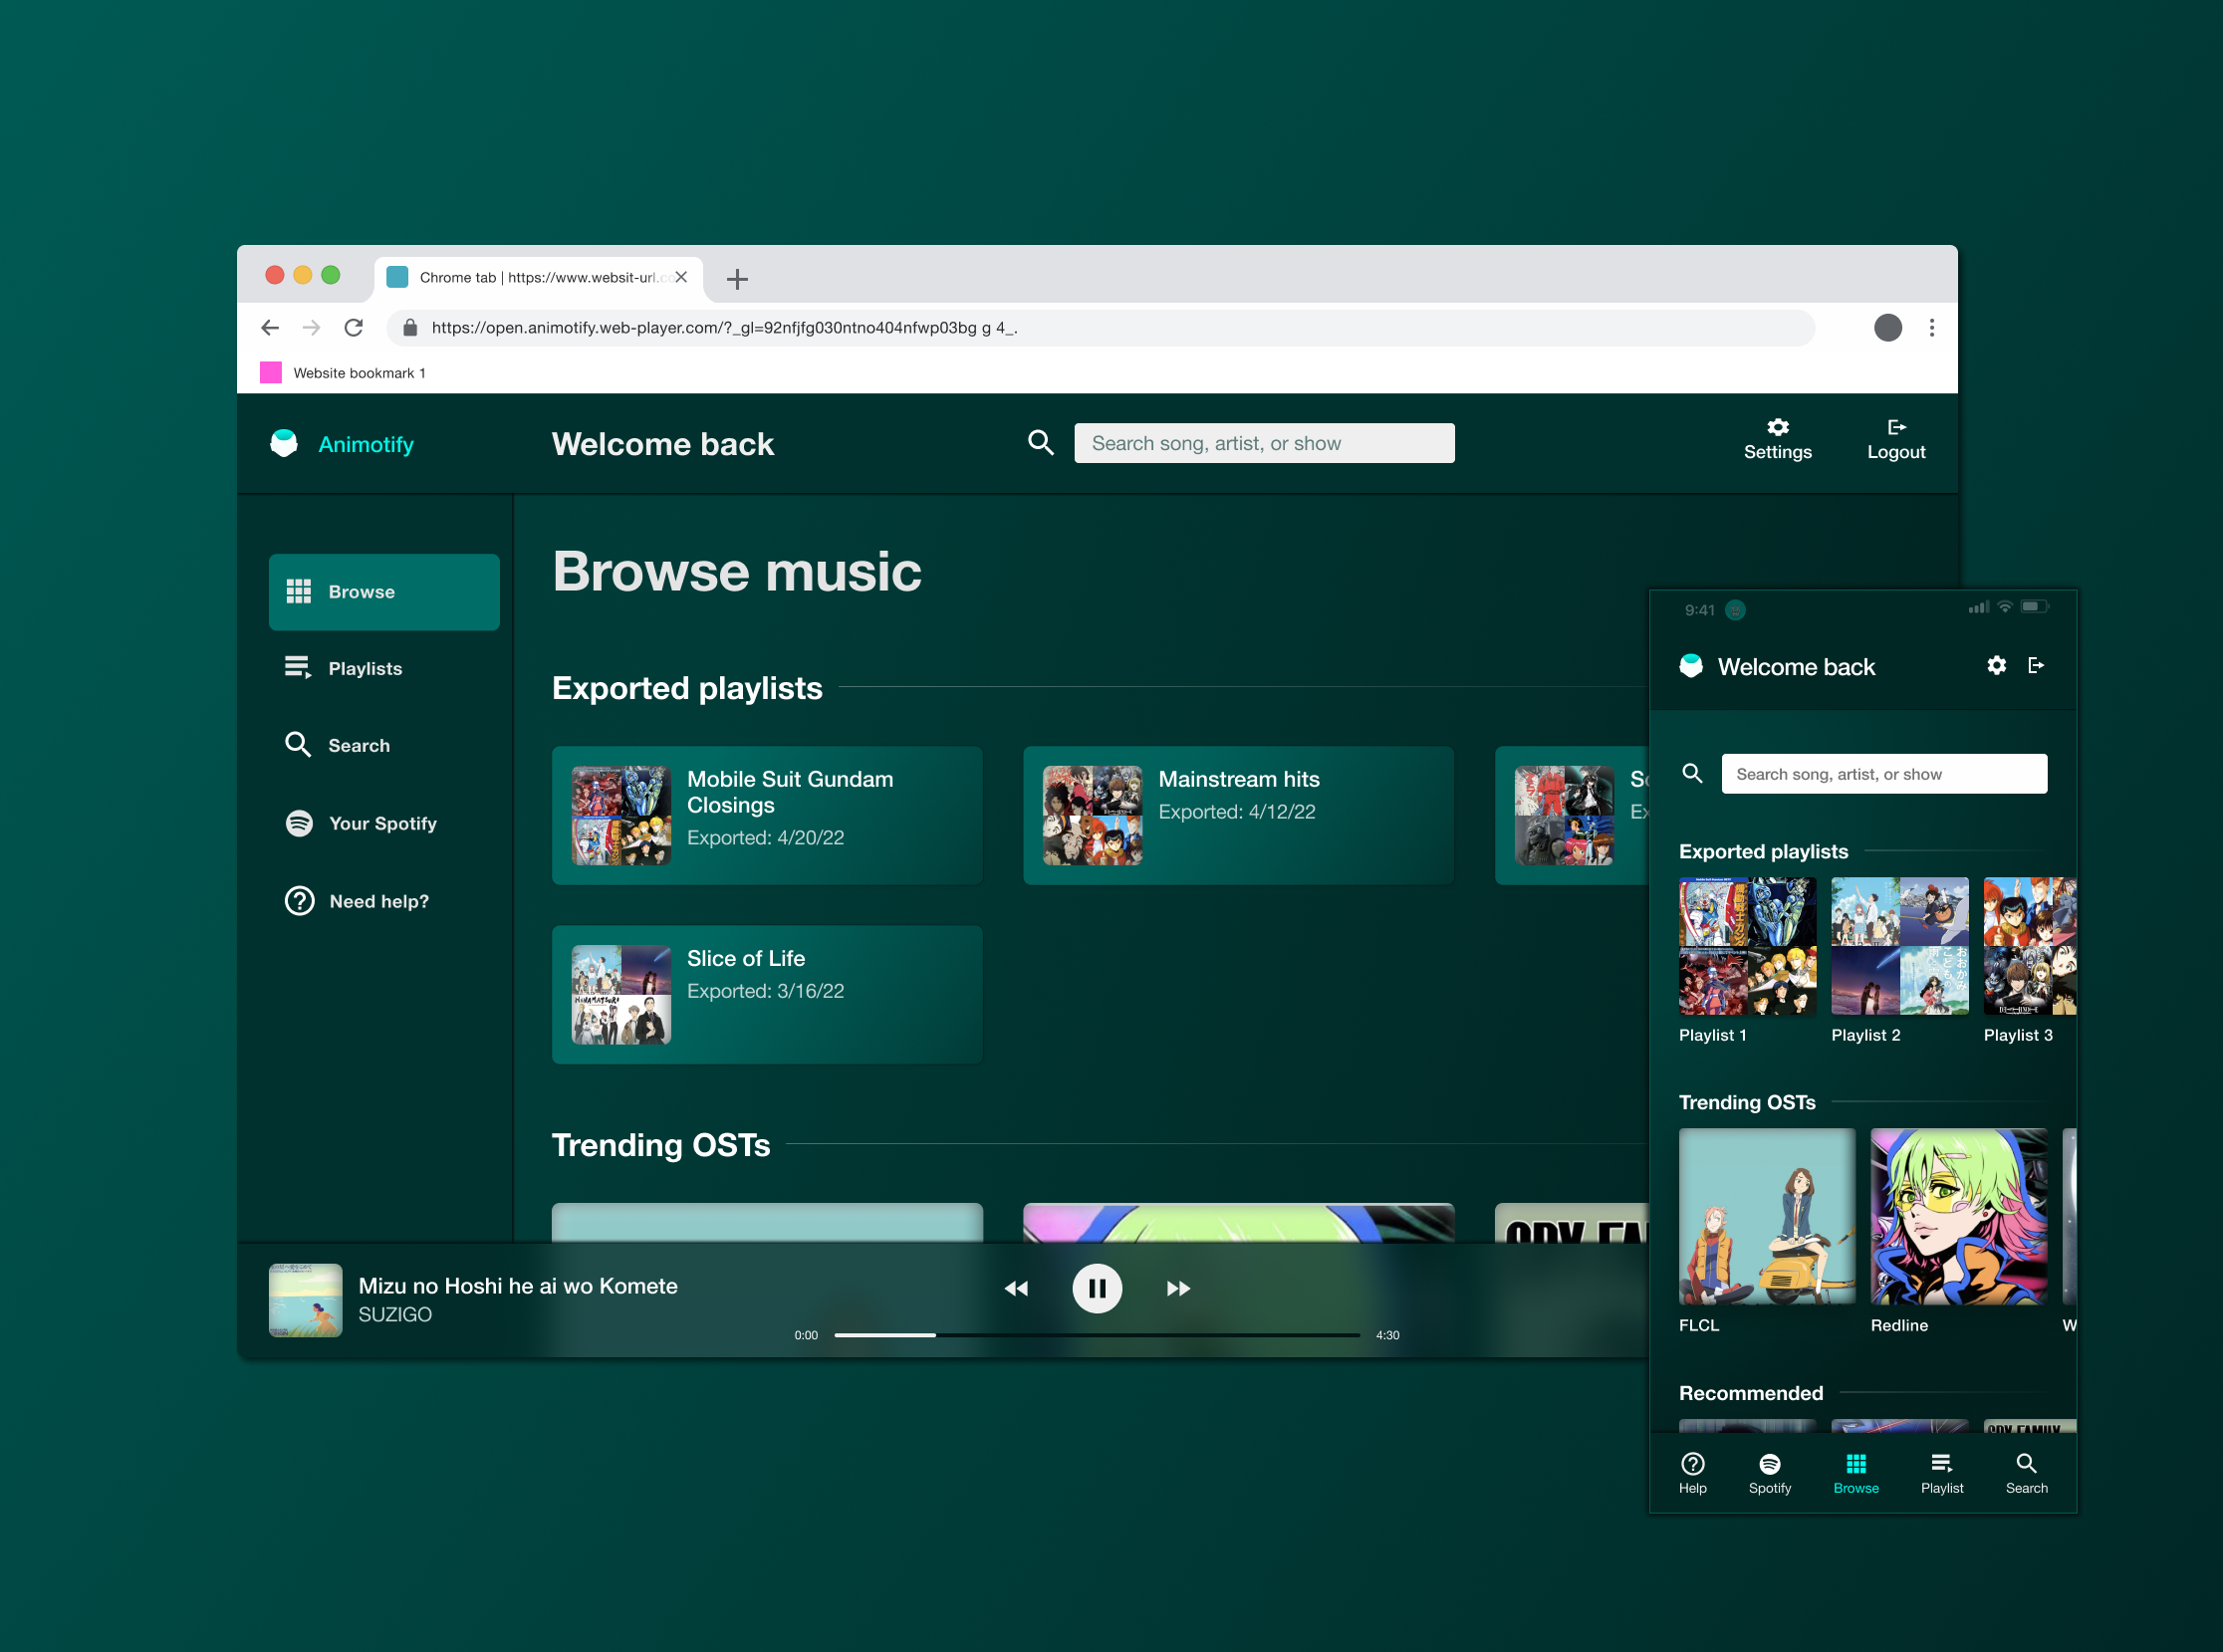 Chrome tab | https://www.websit-url.co
https://open.animotify.web-player.com/?_gl=92nfjfg030ntno404nfwp03bg g 4_.
Website bookmark 1
Animotify
Welcome back
Search song, artist, or show
Settings
Logout
Browse
Playlists
Search
Your Spotify
Need help?
Browse music
Exported playlists
Mobile Suit Gundam
Closings
Exported: 4/20/22
Mainstream hits
Exported: 4/12/22
Slice of Life
Exported: 3/16/22
Trending OSTs
Mizu no Hoshi he ai wo Komete
SUZIGO
0:00
4:30
9:41
Welcome back
Search song, artist, or show
Exported playlists
Playlist 1
Playlist 2
Playlist 3
Trending OSTs
FLCL
Redline
W
Recommended
Help
Spotify
Browse
Playlist
Search